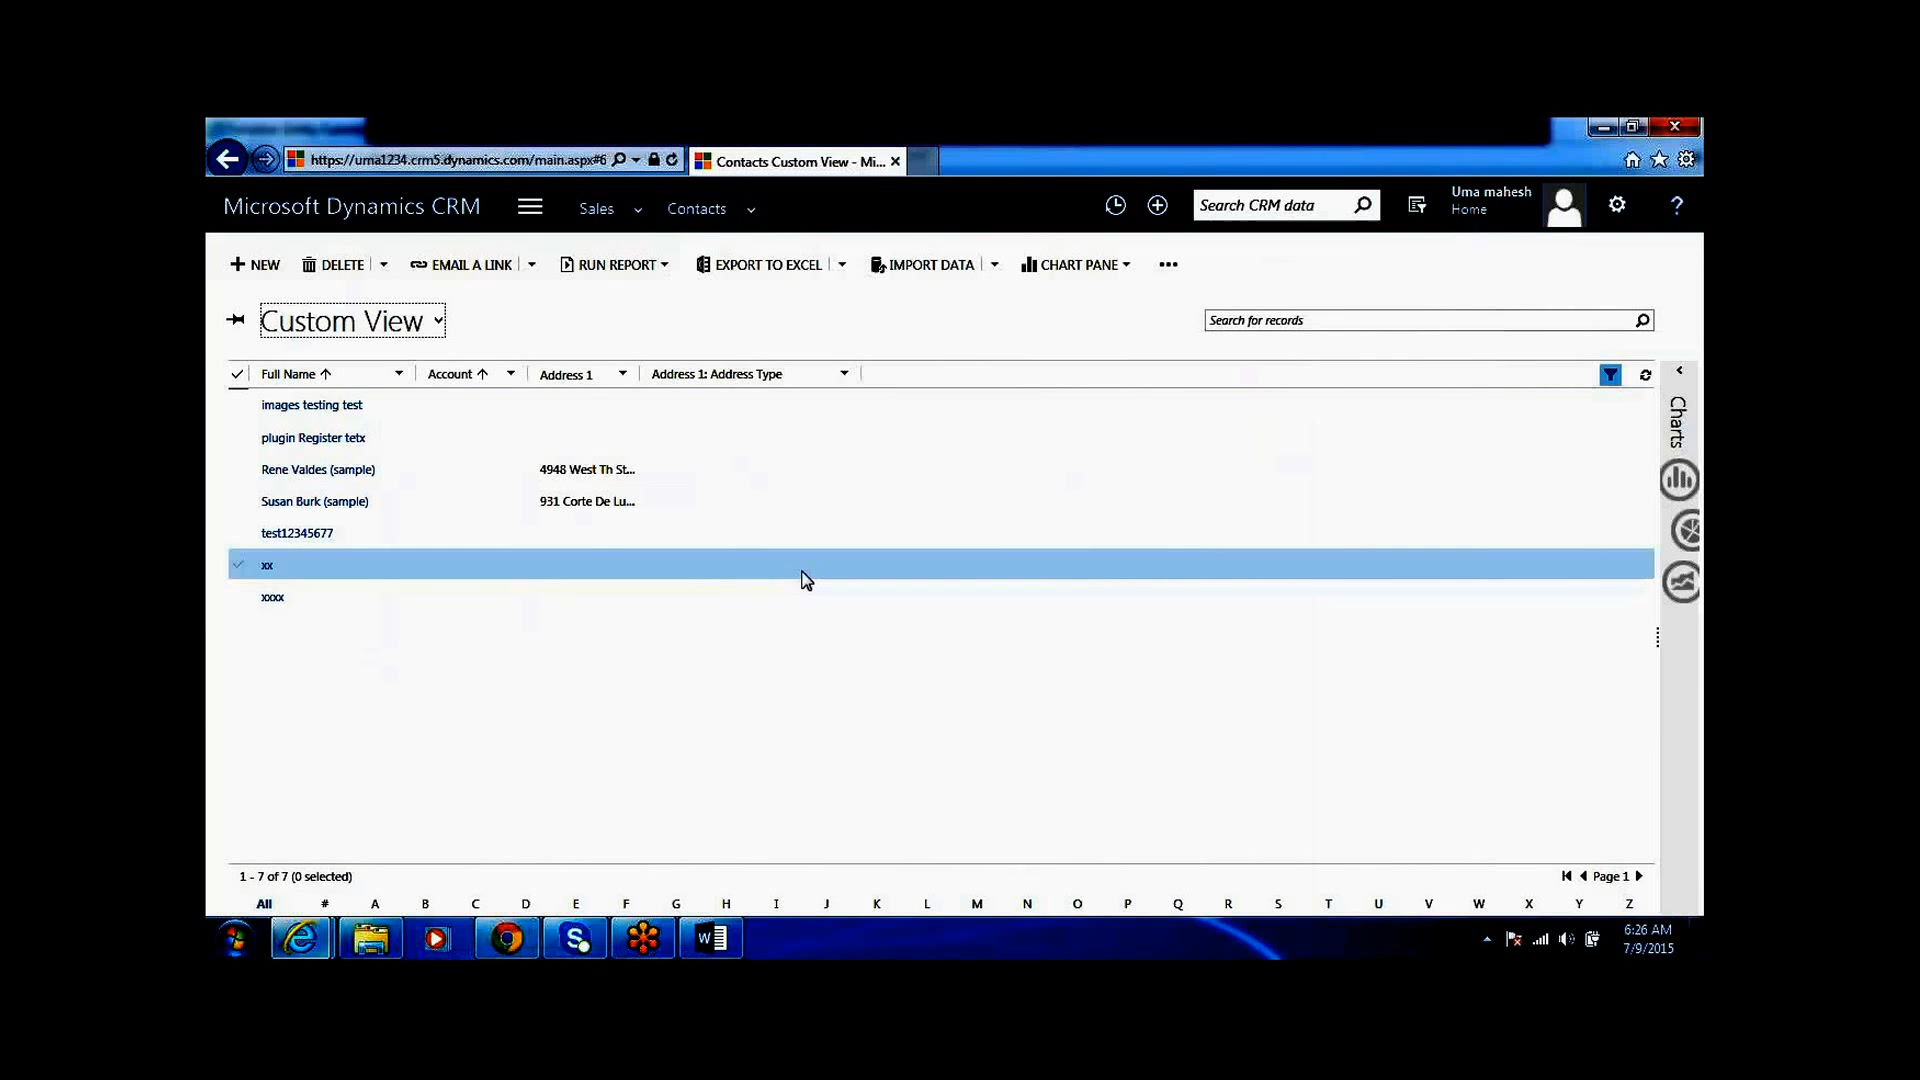 https://uma1234.crm5.dynamics.com/main.aspx#6
Contacts Custom View - Mi...
Microsoft Dynamics CRM
Sales
Contacts
Search CRM data
Uma mahesh
Home
?
NEW
DELETE
EMAIL A LINK
RUN REPORT
EXPORT TO EXCEL
IMPORT DATA
CHART PANE
Custom View
Search for records
Full Name
Account
Address 1
Address 1: Address Type
Charts
images testing test
plugin Register tetx
Rene Valdes (sample) 4948 West Th St...
Susan Burk (sample) 931 Corte De Lu...
test12345677
xx
xxxx
1 - 7 of 7 (0 selected)
Page 1
All # A B C D E F G H I J K L M N O P Q R S T U V W X Y Z
6:26 AM
7/9/2015